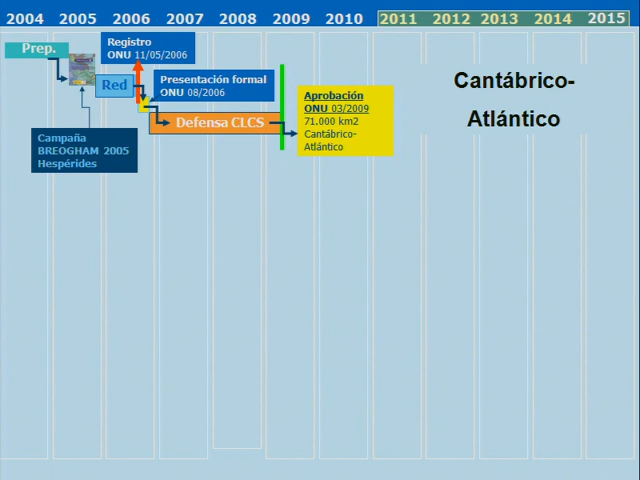 2004 2005 2006 2007 2008 2009 2010 2011 2012 2013 2014 2015
Prep.
Registro
ONU 11/05/2006
Red
Presentación formal
ONU 08/2006
Defensa CLCS
Aprobación
ONU 03/2009
71.000 km2
Cantábrico-
Atlántico
Campaña
BREOGHAM 2005
Hespérides
Cantábrico-
Atlántico